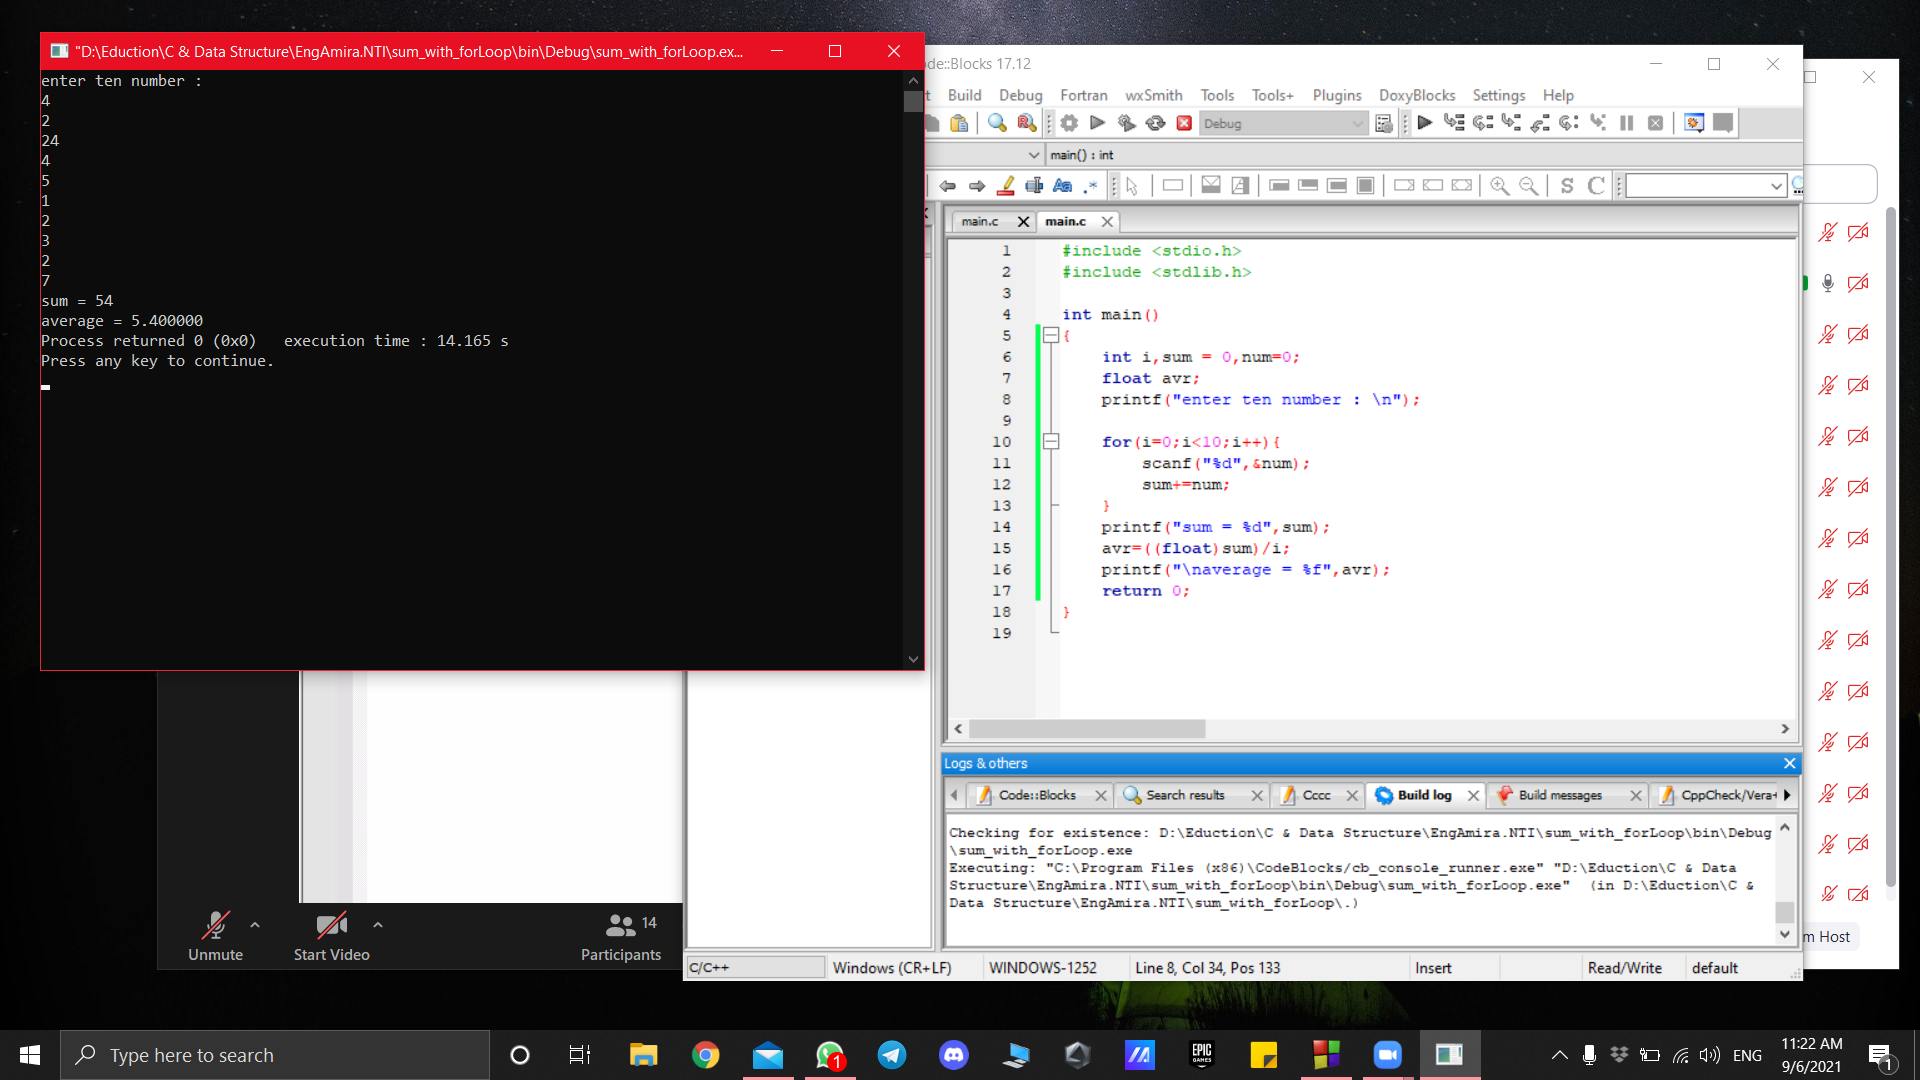 "D:\Eduction\C & Data Structure\EngAmira.NTI\sum_with_forLoop\bin\Debug\sum_with_forLoop.ex...
enter ten number :
4
2
24
4
5
1
2
3
2
7
sum = 54
average = 5.400000
Process returned 0 (0x0)   execution time : 14.165 s
Press any key to continue.
de::Blocks 17.12
t Build Debug Fortran wxSmith Tools Tools+ Plugins DoxyBlocks Settings Help
Debug
main() : int
Aa .* S C
main.c main.c
1 #include <stdio.h>
2 #include <stdlib.h>
3
4 int main()
5 {
6 int i,sum = 0,num=0;
7 float avr;
8 printf("enter ten number : \n");
9
10 for(i=0;i<10;i++){
11 scanf("%d",&num);
12 sum+=num;
13 }
14 printf("sum = %d",sum);
15 avr=((float)sum)/i;
16 printf("\naverage = %f",avr);
17 return 0;
18 }
19
Logs & others
Code::Blocks Search results Cccc Build log Build messages CppCheck/Vera+
Checking for existence: D:\Eduction\C & Data Structure\EngAmira.NTI\sum_with_forLoop\bin\Debug
\sum_with_forLoop.exe
Executing: "C:\Program Files (x86)\CodeBlocks/cb_console_runner.exe" "D:\Eduction\C & Data
Structure\EngAmira.NTI\sum_with_forLoop\bin\Debug\sum_with_forLoop.exe"  (in D:\Eduction\C &
Data Structure\EngAmira.NTI\sum_with_forLoop\.)
C/C++ Windows (CR+LF) WINDOWS-1252 Line 8, Col 34, Pos 133 Insert Read/Write default
14
Unmute Start Video Participants
m Host
Type here to search
1
EPIC GAMES
ENG
11:22 AM
9/6/2021
1